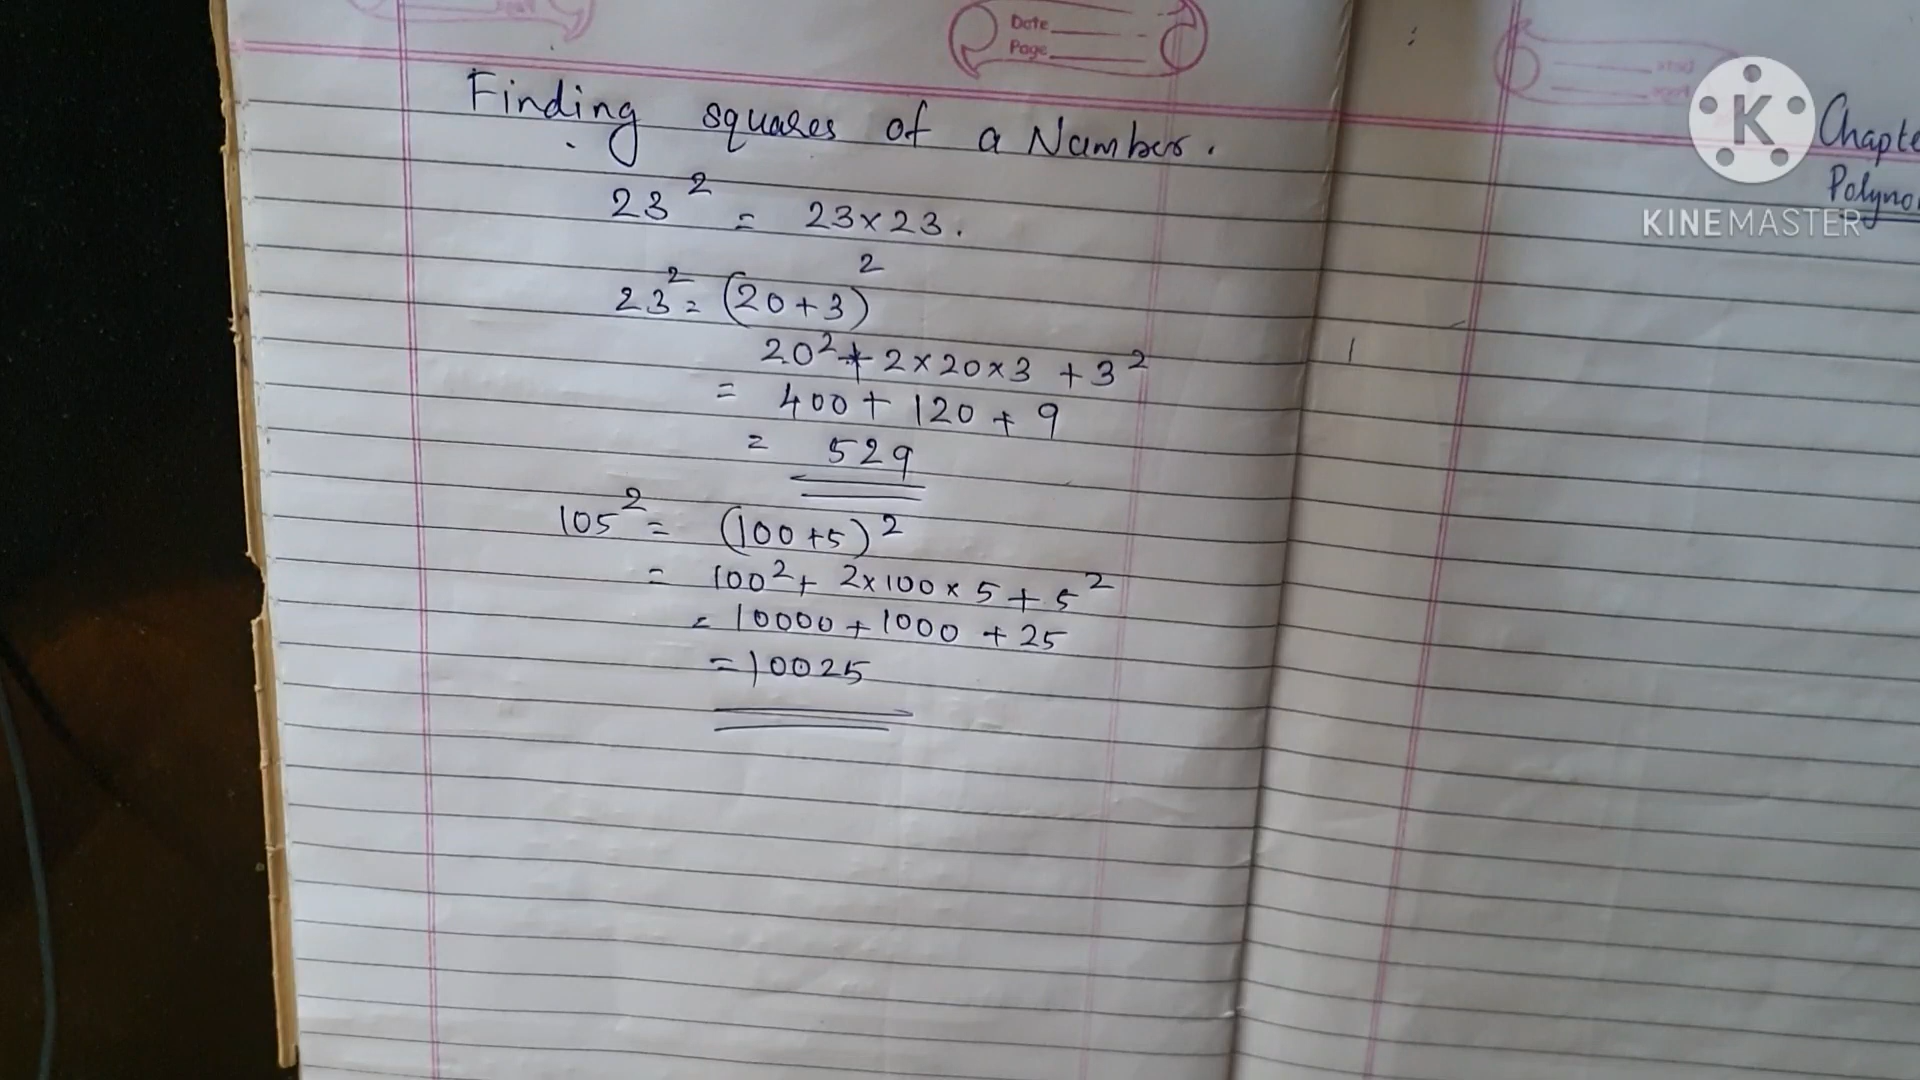 Date
Page
Finding squares of a Number.
23² = 23×23.
23² = (20+3)²
20² + 2×20×3 + 3²
= 400 + 120 + 9
= 529
105² = (100+5)²
= 100² + 2×100×5 + 5²
= 10000 + 1000 + 25
= 10025
K
KINEMASTER
Chapte
Polyno